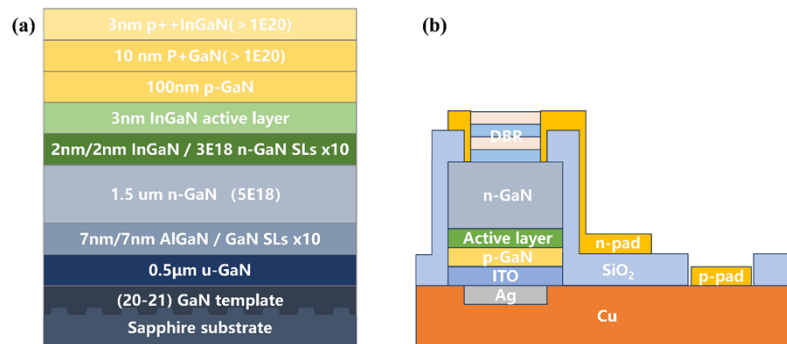 (a)
3nm p++InGaN(>1E20)
10 nm P+GaN(>1E20)
100nm p-GaN
3nm InGaN active layer
2nm/2nm InGaN / 3E18 n-GaN SLs x10
1.5 um n-GaN (5E18)
7nm/7nm AlGaN / GaN SLs x10
0.5μm u-GaN
(20-21) GaN template
Sapphire substrate
(b)
DBR
n-GaN
Active layer
p-GaN
ITO
Ag
n-pad
SiO₂
p-pad
Cu